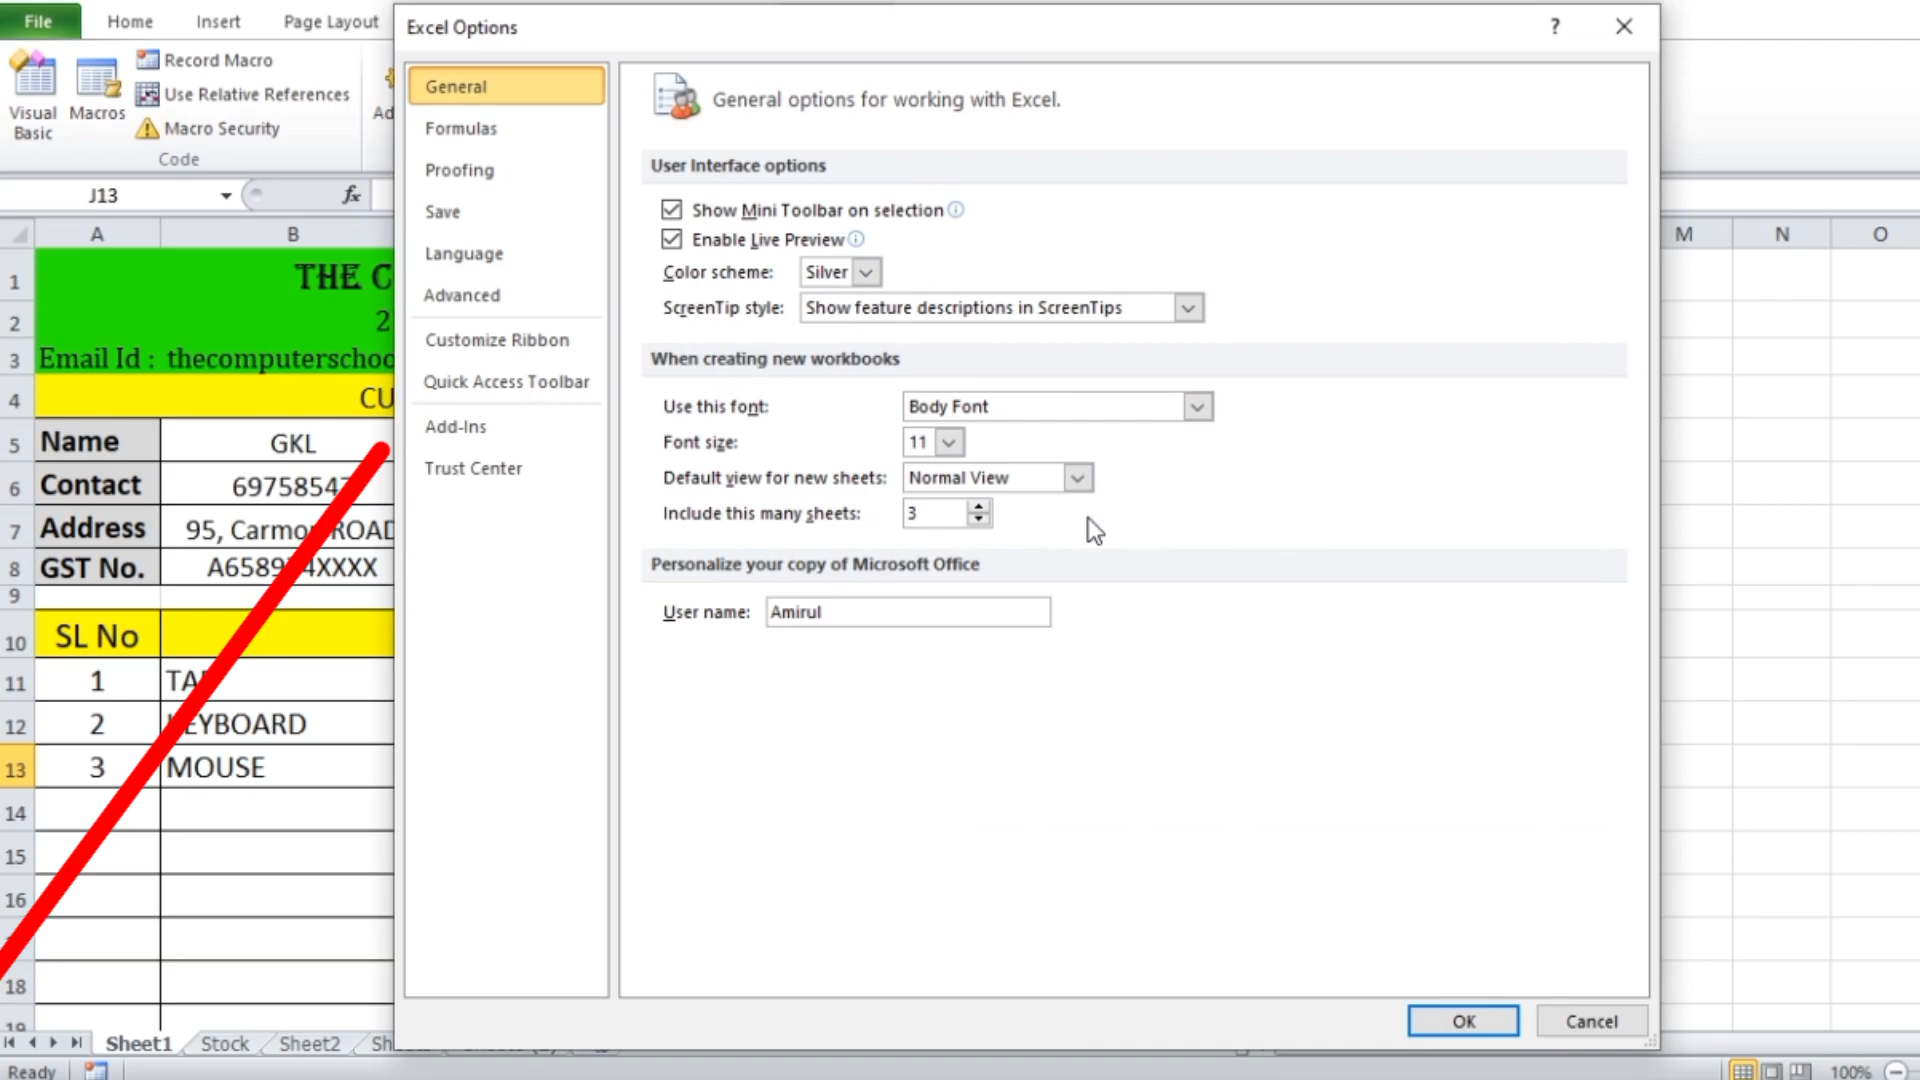 File Home Insert Page Layout
Excel Options ?
Record Macro
Use Relative References
Macro Security
Visual Basic
Macros
Code
J13 fx
A B M N O
1 THE C
2 2
3 Email Id : thecomputerschoo
4 CU
5 Name GKL
6 Contact 6975854
7 Address 95, Carmo ROAD
8 GST No. A65897 4XXXX
9
10 SL No
11 1 TA
12 2 KEYBOARD
13 3 MOUSE
14
15
16
18
19
Sheet1 Stock Sheet2
Ready
100%
General
Formulas
Proofing
Save
Language
Advanced
Customize Ribbon
Quick Access Toolbar
Add-Ins
Trust Center
General options for working with Excel.
User Interface options
Show Mini Toolbar on selection
Enable Live Preview
Color scheme: Silver
ScreenTip style: Show feature descriptions in ScreenTips
When creating new workbooks
Use this font: Body Font
Font size: 11
Default view for new sheets: Normal View
Include this many sheets: 3
Personalize your copy of Microsoft Office
User name: Amirul
OK Cancel